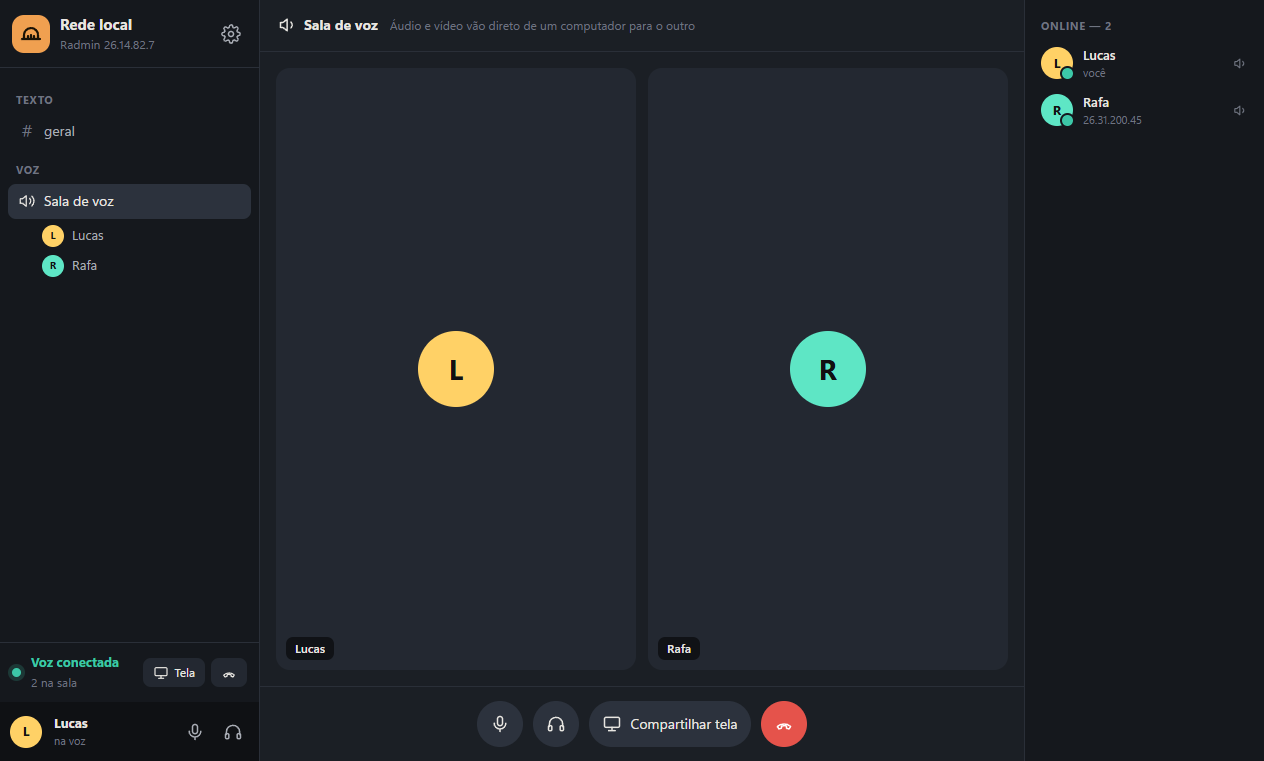 Rede local
Radmin 26.14.82.7
TEXTO
# geral
VOZ
Sala de voz
L Lucas
R Rafa
Voz conectada
2 na sala
Tela
L
Lucas
na voz
Sala de voz
Áudio e vídeo vão direto de um computador para o outro
L
Lucas
R
Rafa
Compartilhar tela
ONLINE — 2
L
Lucas
você
R
Rafa
26.31.200.45